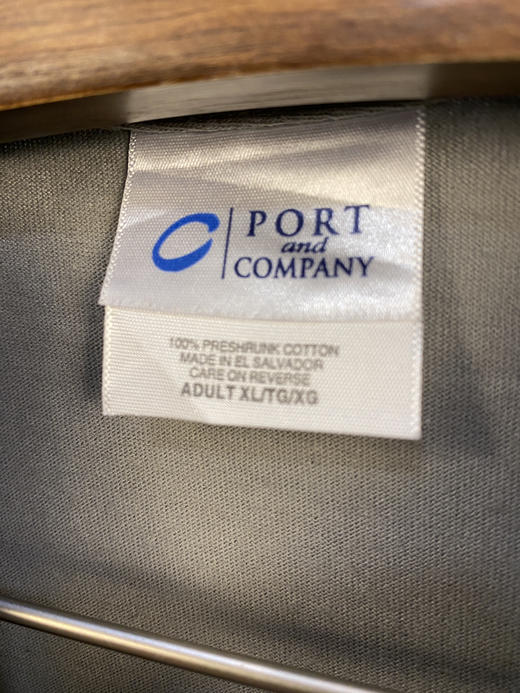 PORT
and
COMPANY
100% PRESHRUNK COTTON
MADE IN EL SALVADOR
CARE ON REVERSE
ADULT XL/TG/XG